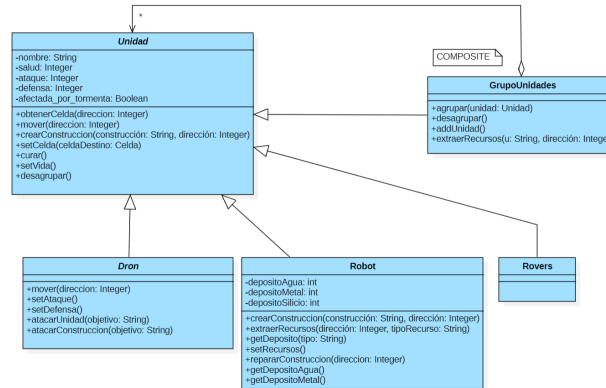 *
Unidad
-nombre: String
-salud: Integer
-ataque: Integer
-defensa: Integer
-afectada_por_tormenta: Boolean
+obtenerCelda(direccion: Integer)
+mover(direccion: Integer)
+crearConstruccion(construcción: String, dirección: Integer)
+setCelda(celdaDestino: Celda)
+curar()
+setVida()
+desagrupar()
COMPOSITE
GrupoUnidades
+agrupar(unidad: Unidad)
+desagrupar()
+addUnidad()
+extraerRecursos(u: String, dirección: Intege
Dron
+mover(direccion: Integer)
+setAtaque()
+setDefensa()
+atacarUnidad(objetivo: String)
+atacarConstruccion(objetivo: String)
Robot
-depositoAgua: int
-depositoMetal: int
-depositoSilicio: int
+crearConstruccion(construcción: String, dirección: Integer)
+extraerRecursos(dirección: Integer, tipoRecurso: String)
+getDeposito(tipo: String)
+setRecursos()
+repararConstruccion(direccion: Integer)
+getDepositoAgua()
+getDepositoMetal()
Rovers